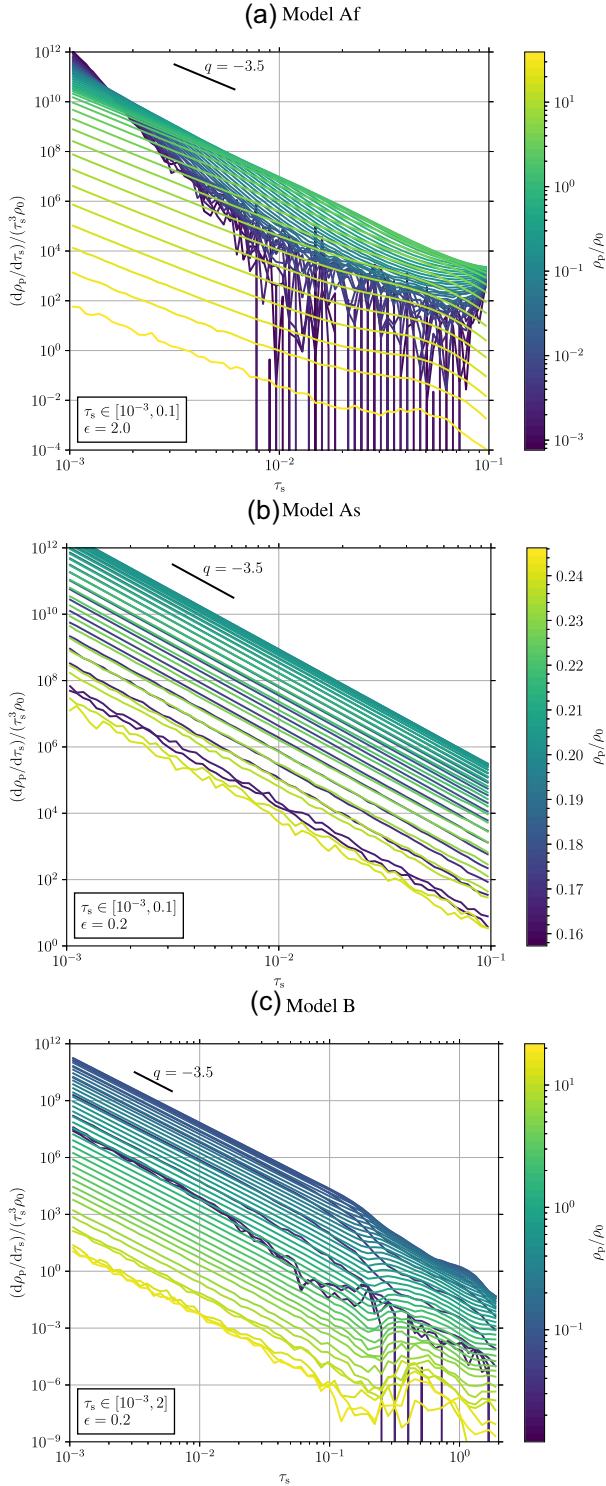 (a) Model Af
10¹²
10¹⁰
10⁸
10⁶
10⁴
10²
10⁰
10⁻²
10⁻⁴
(dρₚ/dτₛ)/(τₛ³ρ₀)
q = −3.5
τₛ ∈ [10⁻³, 0.1]
ϵ = 2.0
10⁻³ 10⁻² 10⁻¹
τₛ
10¹
10⁰
10⁻¹
10⁻²
10⁻³
ρₚ/ρ₀
(b) Model As
10¹²
10¹⁰
10⁸
10⁶
10⁴
10²
10⁰
(dρₚ/dτₛ)/(τₛ³ρ₀)
q = −3.5
τₛ ∈ [10⁻³, 0.1]
ϵ = 0.2
10⁻³ 10⁻² 10⁻¹
τₛ
0.24
0.23
0.22
0.21
0.20
0.19
0.18
0.17
0.16
ρₚ/ρ₀
(c) Model B
10¹²
10⁹
10⁶
10³
10⁰
10⁻³
10⁻⁶
10⁻⁹
(dρₚ/dτₛ)/(τₛ³ρ₀)
q = −3.5
τₛ ∈ [10⁻³, 2]
ϵ = 0.2
10⁻³ 10⁻² 10⁻¹ 10⁰
τₛ
10¹
10⁰
10⁻¹
ρₚ/ρ₀